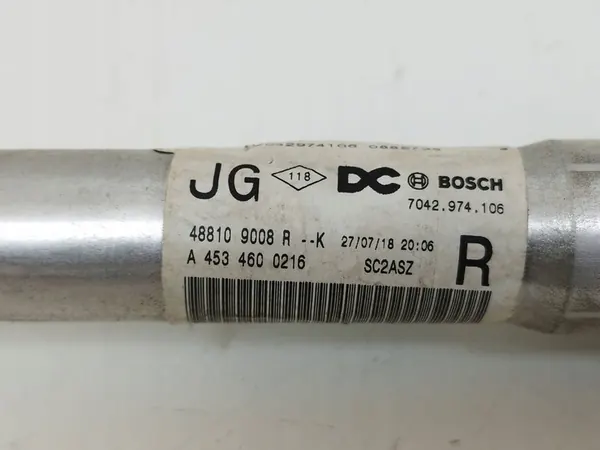 JG 118 DC BOSCH
7042.974.106
48810 9008 R --K 27/07/18 20:06
A 453 460 0216 SC2ASZ R